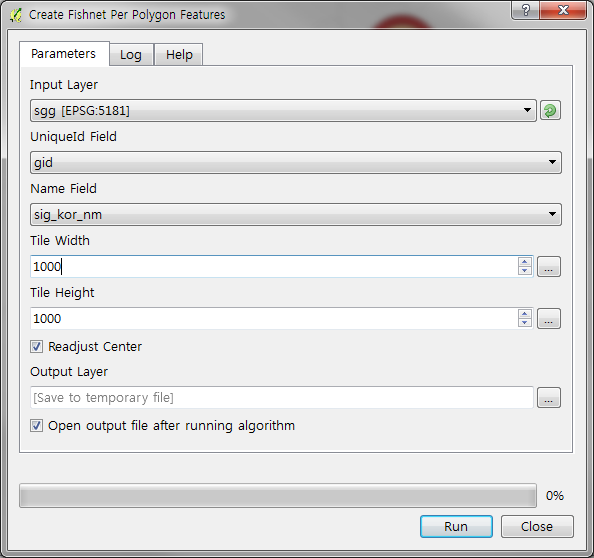 Create Fishnet Per Polygon Features
?
Parameters Log Help
Input Layer
sgg [EPSG:5181]
UniqueId Field
gid
Name Field
sig_kor_nm
Tile Width
1000
...
Tile Height
1000
...
Readjust Center
Output Layer
[Save to temporary file]
...
Open output file after running algorithm
0%
Run Close